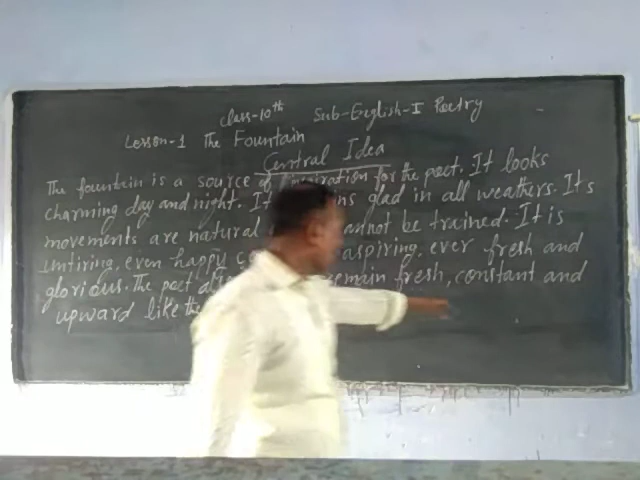 Class-10th Sub-English-I Poetry
Lesson-1 The Fountain
Central Idea
The fountain is a source of inspiration for the poet. It looks
charming day and night. It glad in all weathers. Its
movements are natural cannot be trained. It is
untiring, even happy aspiring, ever fresh and
glorious. The poet remain fresh, constant and
upward like the